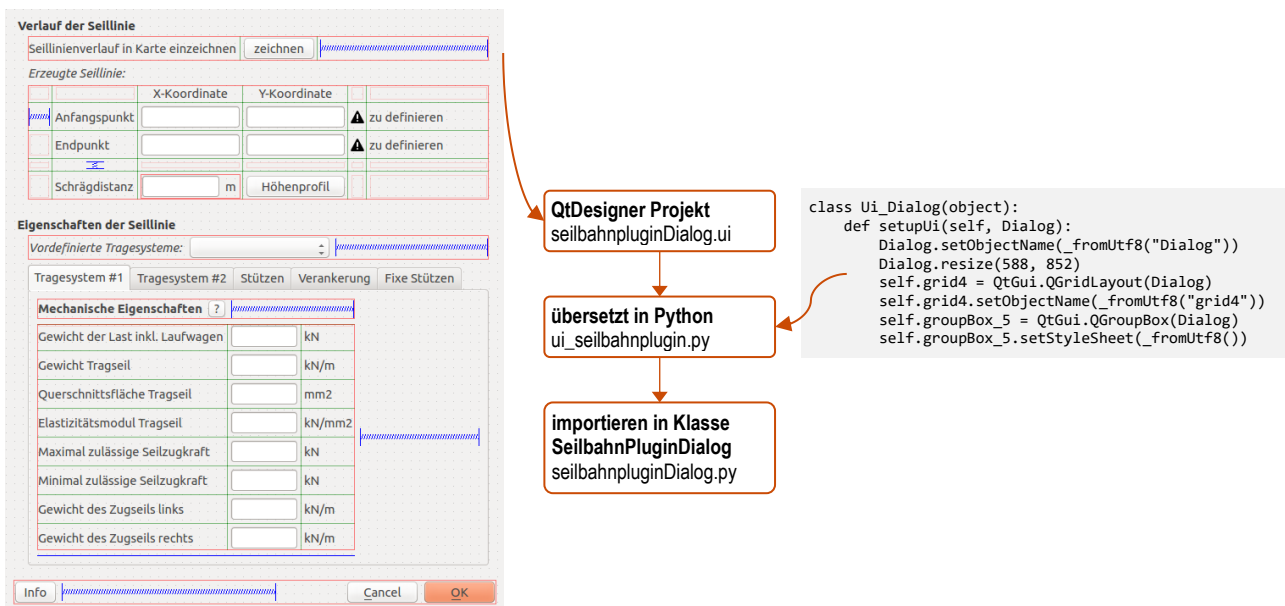 Verlauf der Seillinie
Seillinienverlauf in Karte einzeichnen zeichnen
Erzeugte Seillinie:
X-Koordinate Y-Koordinate
Anfangspunkt zu definieren
Endpunkt zu definieren
Schrägdistanz m Höhenprofil
Eigenschaften der Seillinie
Vordefinierte Tragesysteme:
Tragesystem #1 Tragesystem #2 Stützen Verankerung Fixe Stützen
Mechanische Eigenschaften ?
Gewicht der Last inkl. Laufwagen kN
Gewicht Tragseil kN/m
Querschnittsfläche Tragseil mm2
Elastizitätsmodul Tragseil kN/mm2
Maximal zulässige Seilzugkraft kN
Minimal zulässige Seilzugkraft kN
Gewicht des Zugseils links kN/m
Gewicht des Zugseils rechts kN/m
Info Cancel OK
QtDesigner Projekt
seilbahnpluginDialog.ui
übersetzt in Python
ui_seilbahnplugin.py
importieren in Klasse
SeilbahnPluginDialog
seilbahnpluginDialog.py
class Ui_Dialog(object):
def setupUi(self, Dialog):
Dialog.setObjectName(_fromUtf8("Dialog"))
Dialog.resize(588, 852)
self.grid4 = QtGui.QGridLayout(Dialog)
self.grid4.setObjectName(_fromUtf8("grid4"))
self.groupBox_5 = QtGui.QGroupBox(Dialog)
self.groupBox_5.setStyleSheet(_fromUtf8())